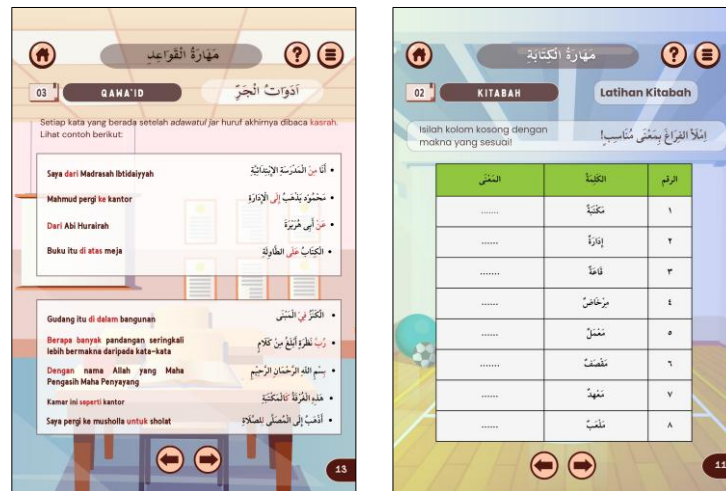 مَهَارَةُ الْقَوَاعِدِ
03
QAWA`ID
أَدَوَاتُ الْجَرِّ
Setiap kata yang berada setelah adawatul jar huruf akhirnya dibaca kasrah.
Lihat contoh berikut:
Saya dari Madrasah Ibtidaiyyah
• أَنَا مِنَ الْمَدْرَسَةِ الْإِبْتِدَائِيَّةِ
Mahmud pergi ke kantor
• مَحْمُوْد يَذْهَبُ إِلَى الْإِدَارَةِ
Dari Abi Hurairah
• عَنْ أَبِي هُرَيْرَةَ
Buku itu di atas meja
• الْكِتَابُ عَلَى الطَّاوِلَةِ
Gudang itu di dalam bangunan
• الْكَنْزُ فِيْ الْمَبْنَى
Berapa banyak pandangan seringkali
lebih bermakna daripada kata-kata
• رُبَّ نَظْرَةٍ أَبْلَغُ مِنْ كَلَامٍ
Dengan nama Allah yang Maha
Pengasih Maha Penyayang
• بِسْمِ اللهِ الرَّحْمَانِ الرَّحِيْمِ
Kamar ini seperti kantor
• هَذِهِ الْغُرْفَةُ كَالْمَكْتَبَةِ
Saya pergi ke musholla untuk sholat
• أَذْهَبُ إِلَى الْمُصَلَّى لِلصَّلَاةِ
13
مَهَارَةُ الْكِتَابَةِ
02
KITABAH
Latihan Kitabah
Isilah kolom kosong dengan
makna yang sesuai!
اِمْلَأْ الفِرَاغَ بِمَعْنَى مُنَاسِبٍ!
الرقم الكَلِمَةُ المَعْنَى
١ مَكْتَبَةٌ ......
٢ إِدَارَةٌ ......
٣ قَاعَةٌ .......
٤ مِرْحَاضٌ ......
٥ مَعْمَلٌ ......
٦ مَقْصَفٌ ......
٧ مَعْهَدٌ ......
٨ مَلْعَبٌ ......
11